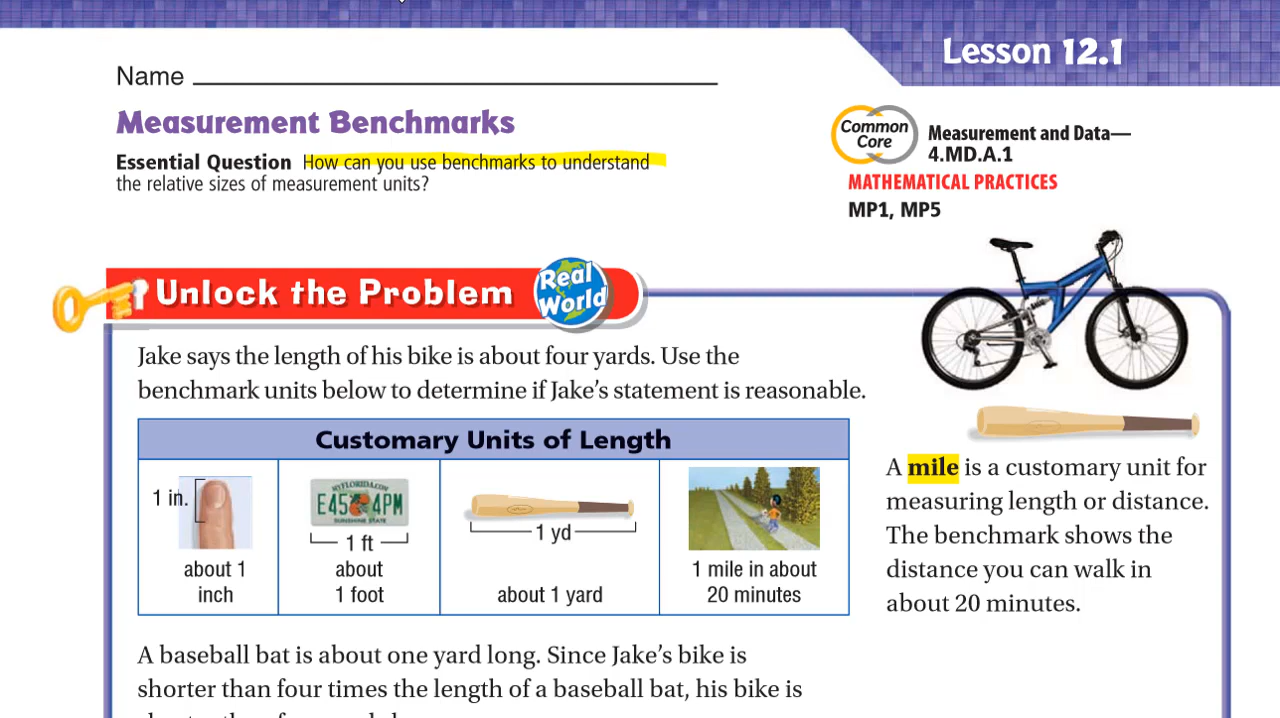 Lesson 12.1
Name
Measurement Benchmarks
Essential Question How can you use benchmarks to understand
the relative sizes of measurement units?
Common
Core
Measurement and Data—
4.MD.A.1
MATHEMATICAL PRACTICES
MP1, MP5
Unlock the Problem
Real
World
Jake says the length of his bike is about four yards. Use the
benchmark units below to determine if Jake's statement is reasonable.
Customary Units of Length
1 in.
about 1
inch
MYFLORIDA.COM
E45 4PM
SUNSHINE STATE
1 ft
about
1 foot
1 yd
about 1 yard
1 mile in about
20 minutes
A mile is a customary unit for
measuring length or distance.
The benchmark shows the
distance you can walk in
about 20 minutes.
A baseball bat is about one yard long. Since Jake's bike is
shorter than four times the length of a baseball bat, his bike is